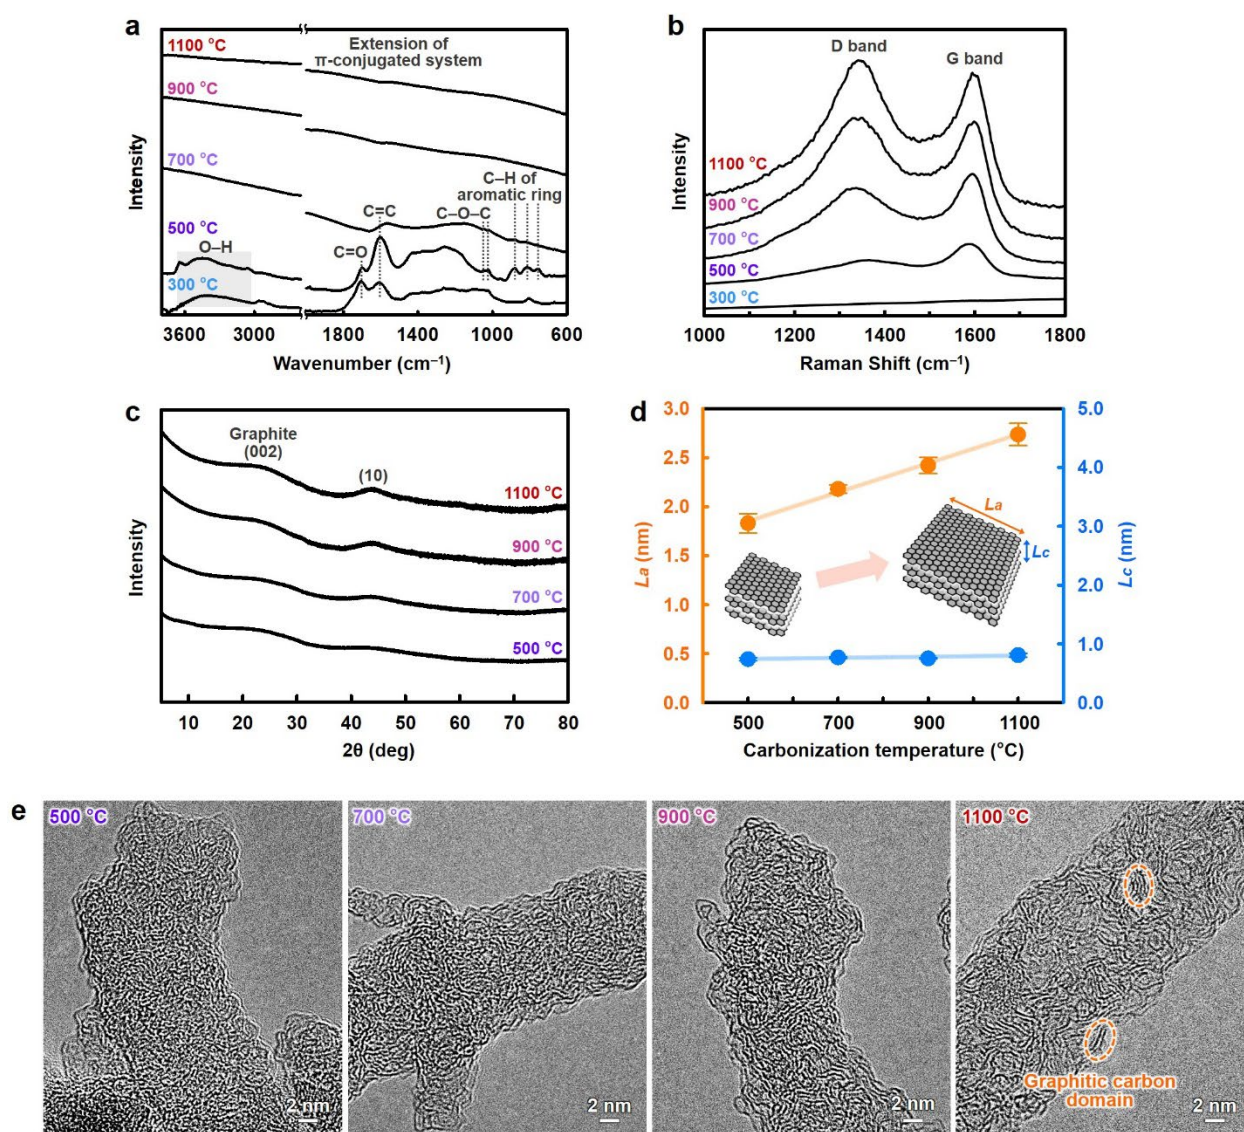 a
1100 °C
Extension of
π-conjugated system
900 °C
700 °C
C–H of
aromatic ring
C=C
C–O–C
500 °C
O–H
C=O
300 °C
Intensity
3600
3000
1800
1400
1000
600
Wavenumber (cm⁻¹)
b
D band
G band
1100 °C
900 °C
700 °C
500 °C
300 °C
Intensity
1000
1200
1400
1600
1800
Raman Shift (cm⁻¹)
c
Graphite
(002)
(10)
1100 °C
900 °C
700 °C
500 °C
Intensity
10
20
30
40
50
60
70
80
2θ (deg)
d
3.0
2.5
2.0
1.5
1.0
0.5
0.0
La (nm)
La
Lc
5.0
4.0
3.0
2.0
1.0
0.0
Lc (nm)
500
700
900
1100
Carbonization temperature (°C)
e
500 °C
700 °C
900 °C
1100 °C
Graphitic carbon
domain
2 nm
2 nm
2 nm
2 nm